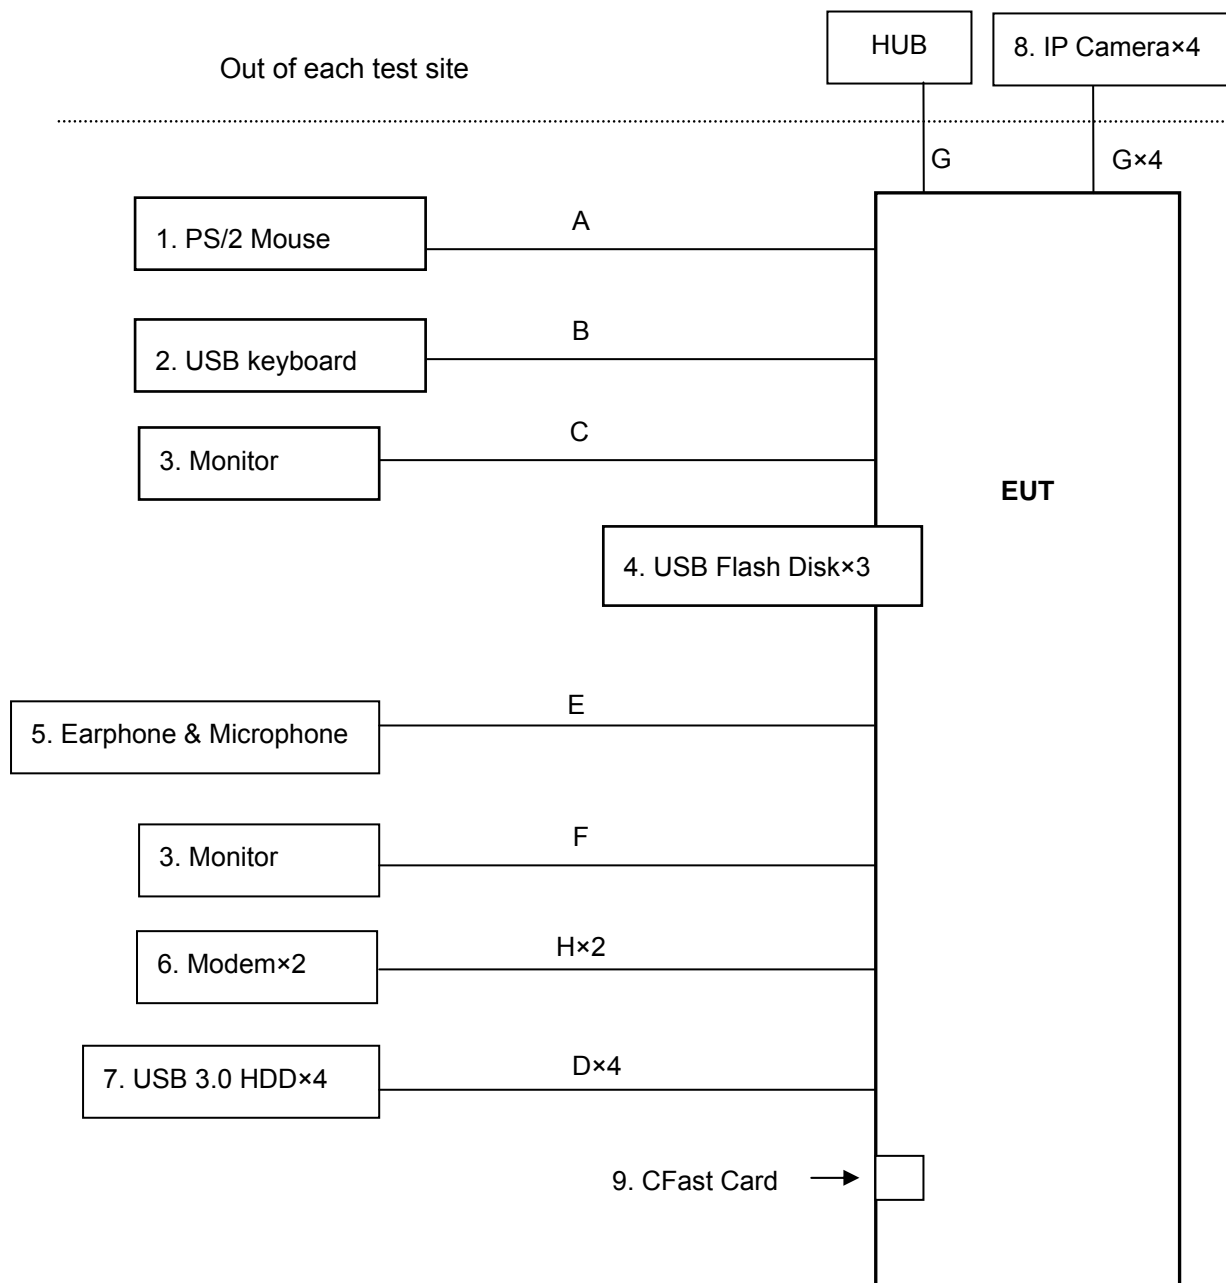 HUB
8. IP Camera×4
Out of each test site
G
G×4
1. PS/2 Mouse
A
2. USB keyboard
B
3. Monitor
C
EUT
4. USB Flash Disk×3
5. Earphone & Microphone
E
3. Monitor
F
6. Modem×2
H×2
7. USB 3.0 HDD×4
D×4
9. CFast Card